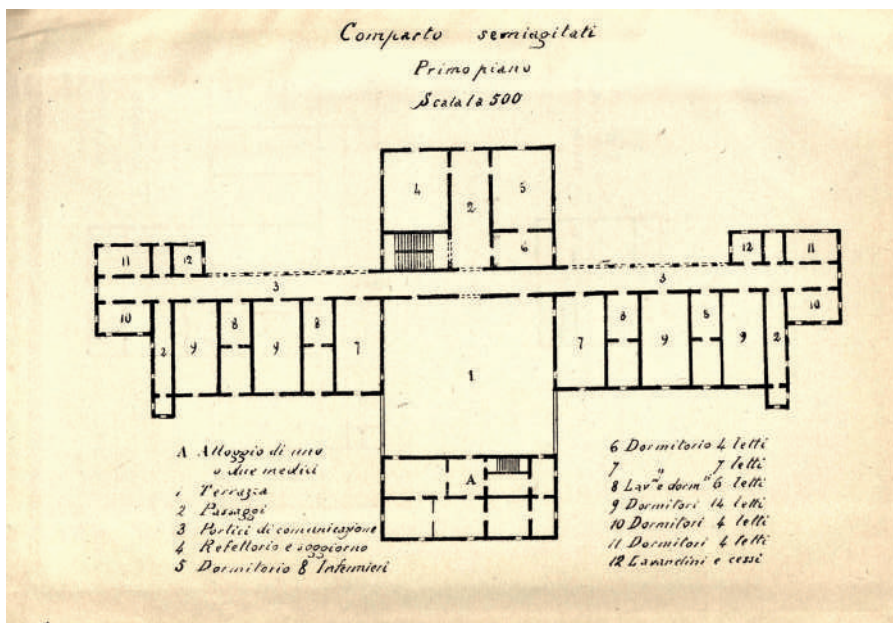 Comparto semiagitati
Primo piano
Scala 1a 500
4
2
5
6
11
12
3
10
2
9
8
9
8
7
1
7
8
9
8
9
2
3
12
11
10
A
A Alloggio di uno
o due medici
1 Terrazza
2 Passaggi
3 Portici di comunicazione
4 Refettorio e soggiorno
5 Dormitorio 8 Infermieri
6 Dormitorio 4 letti
7 " 7 letti
8 Lav.ⁱᵉ dorm.ⁱ 6 letti
9 Dormitori 14 letti
10 Dormitori 4 letti
11 Dormitori 4 letti
12 Lavandini e cessi